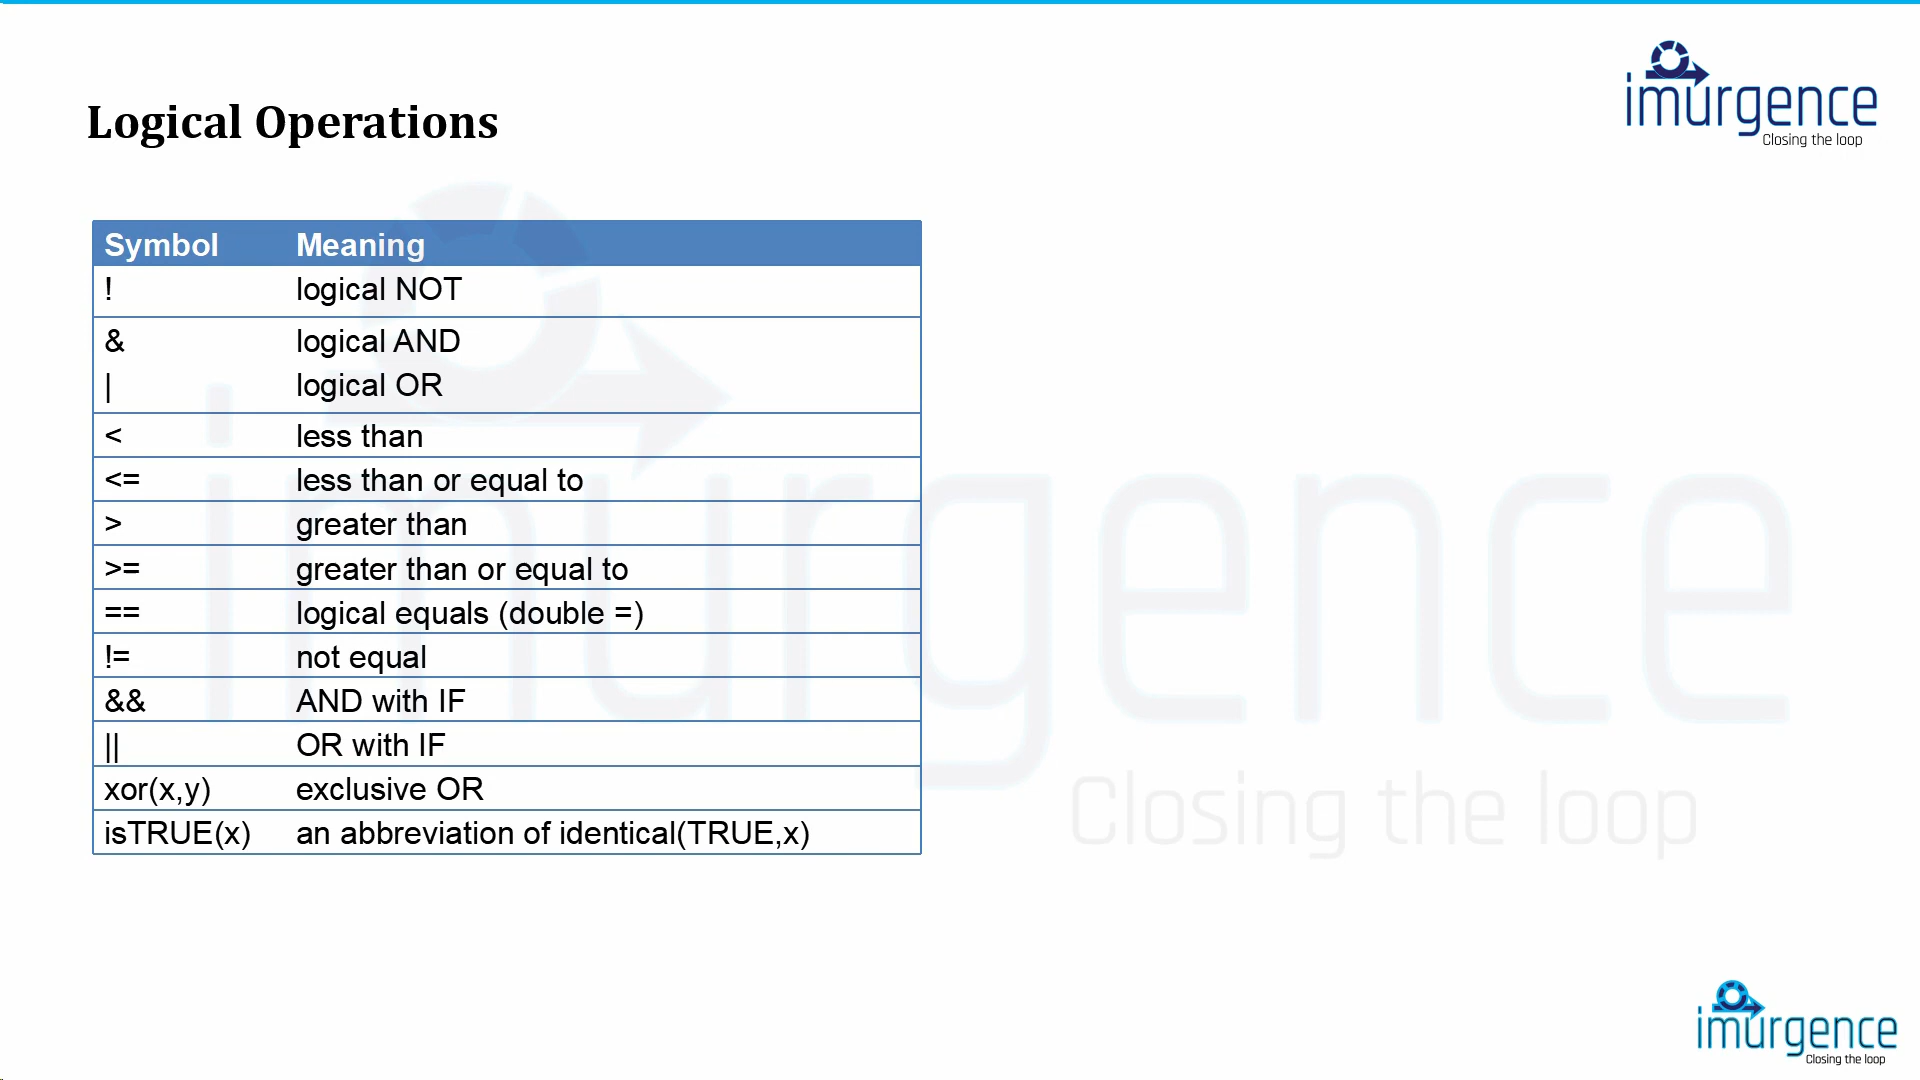 imurgence
Closing the loop
Logical Operations
Symbol Meaning
! logical NOT
& logical AND
| logical OR
< less than
<= less than or equal to
> greater than
>= greater than or equal to
== logical equals (double =)
!= not equal
&& AND with IF
|| OR with IF
xor(x,y) exclusive OR
isTRUE(x) an abbreviation of identical(TRUE,x)
imurgence
Closing the loop
imurgence
Closing the loop